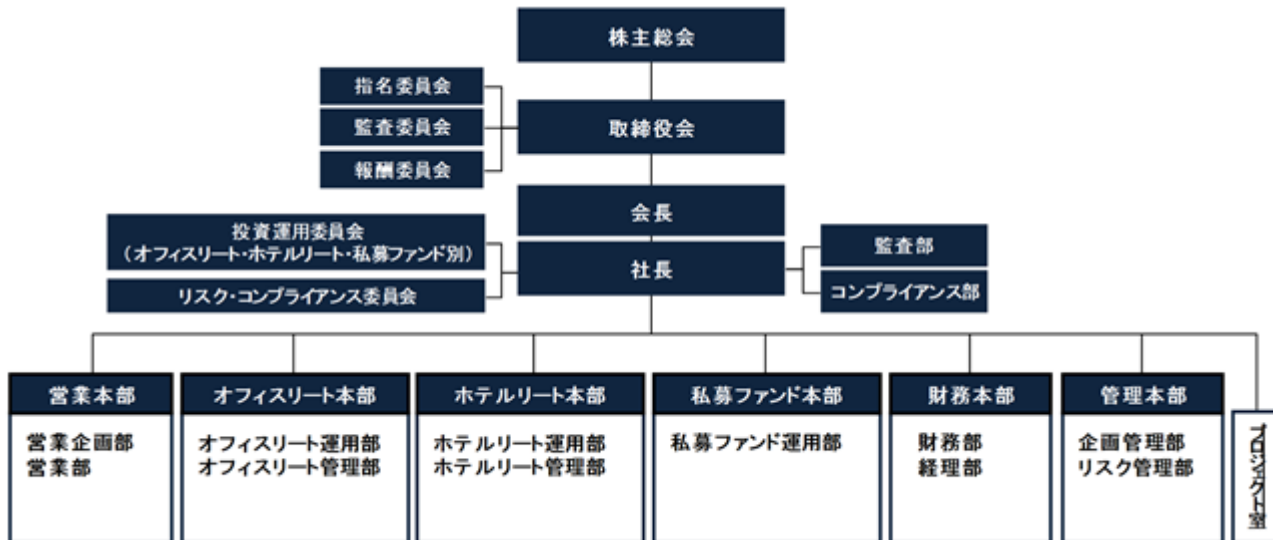 株主総会
指名委員会
監査委員会
報酬委員会
取締役会
会長
社長
投資運用委員会
(オフィスリート・ホテルリート・私募ファンド別)
リスク・コンプライアンス委員会
監査部
コンプライアンス部
営業本部
営業企画部
営業部
オフィスリート本部
オフィスリート運用部
オフィスリート管理部
ホテルリート本部
ホテルリート運用部
ホテルリート管理部
私募ファンド本部
私募ファンド運用部
財務本部
財務部
経理部
管理本部
企画管理部
リスク管理部
プロジェクト室